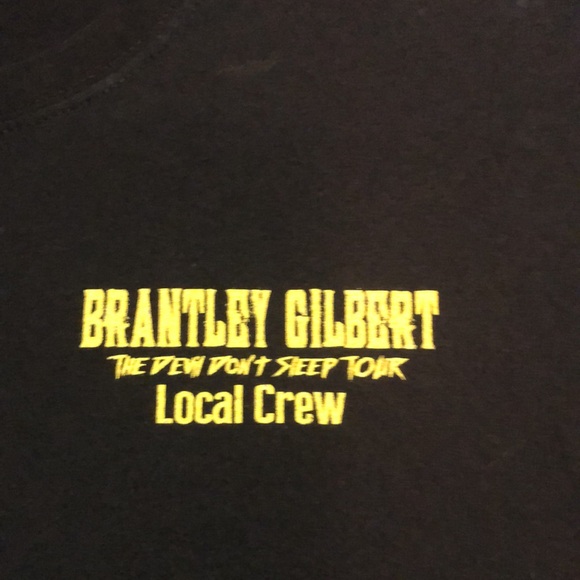 BRANTLEY GILBERT
THE DEVIL DON'T SLEEP TOUR
Local Crew